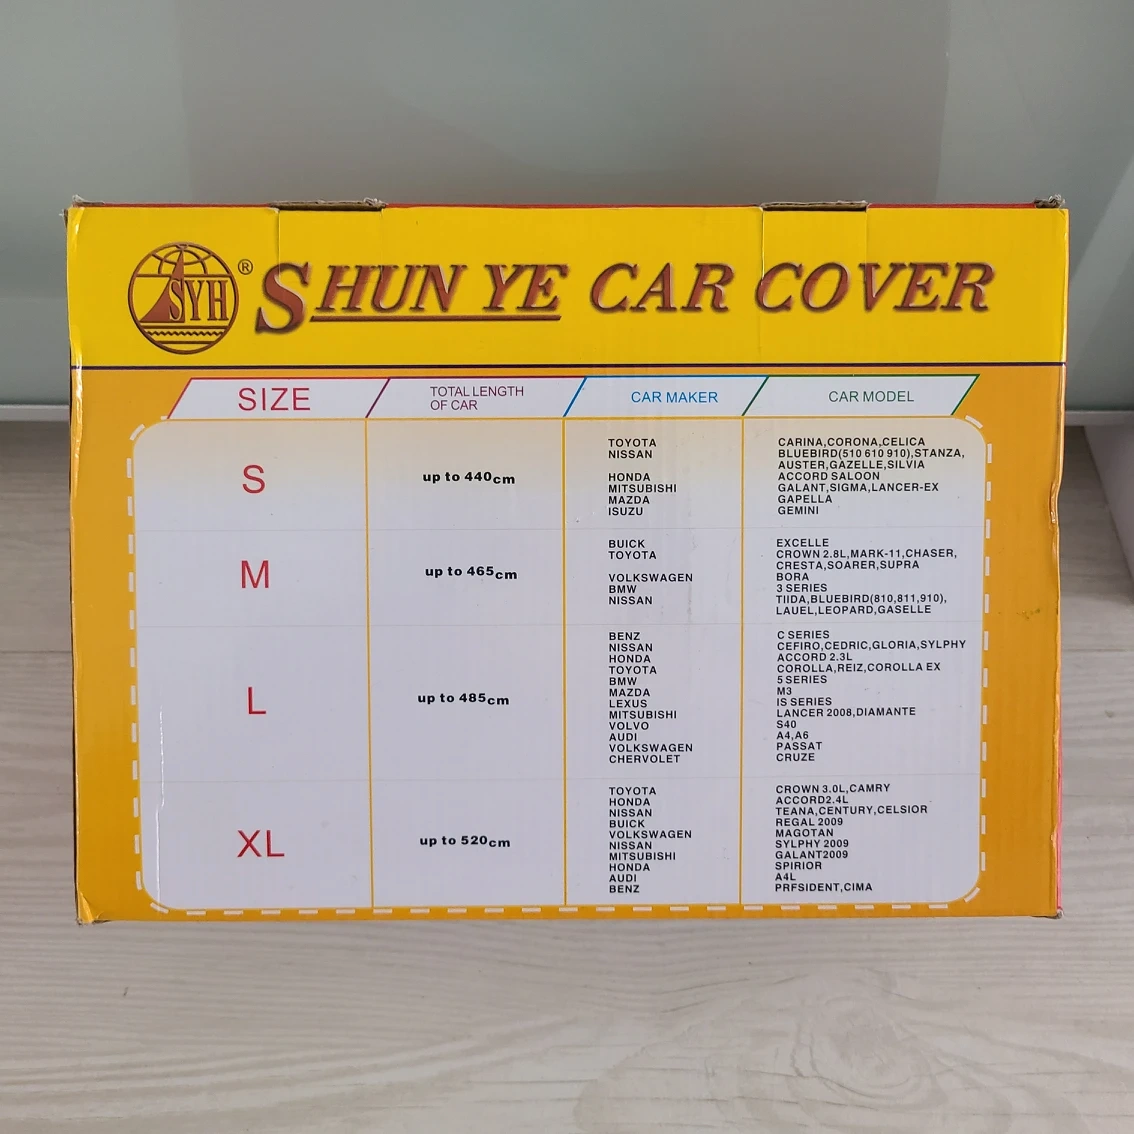 SYH ® SHUN YE CAR COVER
SIZE TOTAL LENGTH OF CAR CAR MAKER CAR MODEL
S up to 440cm
TOYOTA CARINA,CORONA,CELICA
NISSAN BLUEBIRD(510 610 910),STANZA,
AUSTER,GAZELLE,SILVIA
HONDA ACCORD SALOON
MITSUBISHI GALANT,SIGMA,LANCER-EX
MAZDA GAPELLA
ISUZU GEMINI
M up to 465cm
BUICK EXCELLE
TOYOTA CROWN 2.8L,MARK-11,CHASER,
CRESTA,SOARER,SUPRA
VOLKSWAGEN BORA
BMW 3 SERIES
NISSAN TIIDA,BLUEBIRD(810,811,910),
LAUEL,LEOPARD,GASELLE
L up to 485cm
BENZ C SERIES
NISSAN CEFIRO,CEDRIC,GLORIA,SYLPHY
HONDA ACCORD 2.3L
TOYOTA COROLLA,REIZ,COROLLA EX
BMW 5 SERIES
MAZDA M3
LEXUS IS SERIES
MITSUBISHI LANCER 2008,DIAMANTE
VOLVO S40
AUDI A4,A6
VOLKSWAGEN PASSAT
CHERVOLET CRUZE
XL up to 520cm
TOYOTA CROWN 3.0L,CAMRY
HONDA ACCORD2.4L
NISSAN TEANA,CENTURY,CELSIOR
BUICK REGAL 2009
VOLKSWAGEN MAGOTAN
NISSAN SYLPHY 2009
MITSUBISHI GALANT2009
HONDA SPIRIOR
AUDI A4L
BENZ PRFSIDENT,CIMA